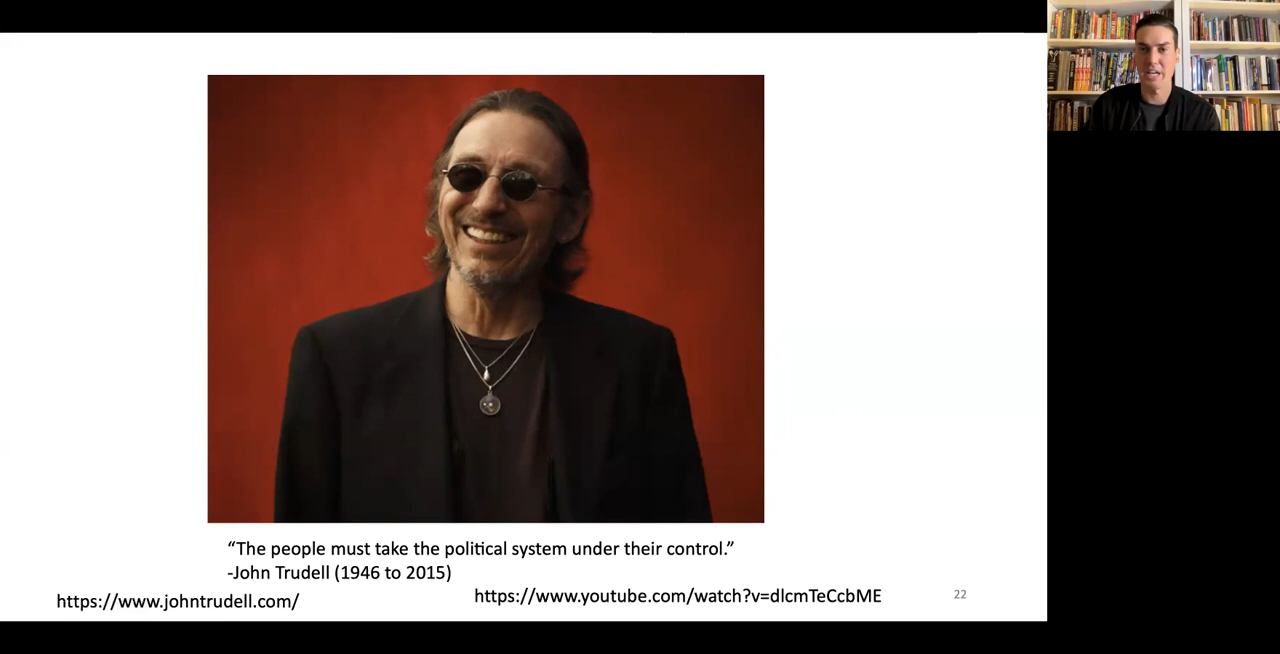 “The people must take the political system under their control.”
-John Trudell (1946 to 2015)
https://www.johntrudell.com/
https://www.youtube.com/watch?v=dIcmTeCcbME
22